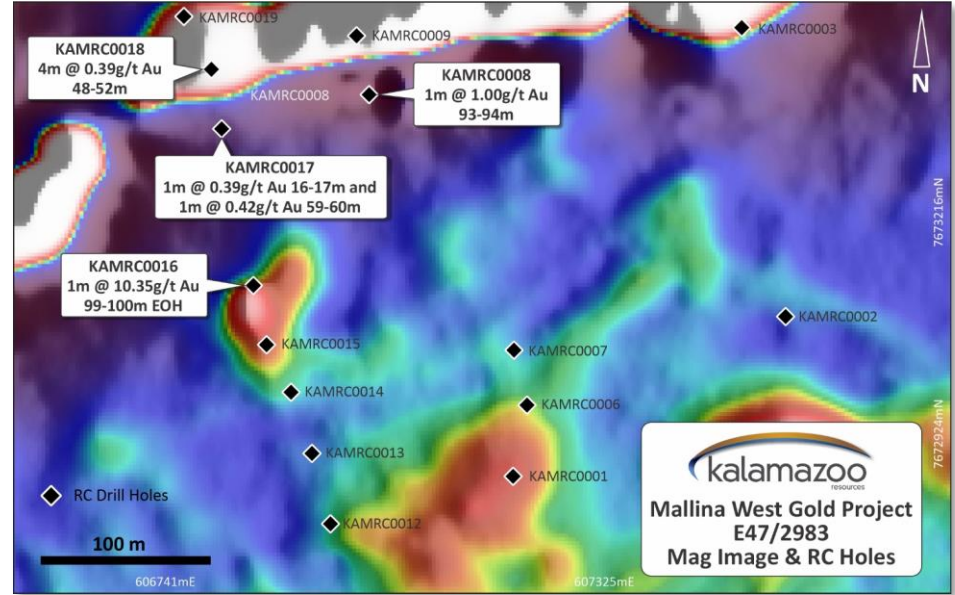 KAMRC0019
KAMRC0009
KAMRC0003
KAMRC0018
4m @ 0.39g/t Au
48-52m
KAMRC0008
KAMRC0008
1m @ 1.00g/t Au
93-94m
N
KAMRC0017
1m @ 0.39g/t Au 16-17m and
1m @ 0.42g/t Au 59-60m
7673216mN
KAMRC0016
1m @ 10.35g/t Au
99-100m EOH
KAMRC0002
KAMRC0015
KAMRC0007
KAMRC0014
KAMRC0006
7672924mN
KAMRC0013
KAMRC0001
KAMRC0012
RC Drill Holes
100 m
606741mE
607325mE
kalamazoo
resources
Mallina West Gold Project
E47/2983
Mag Image & RC Holes